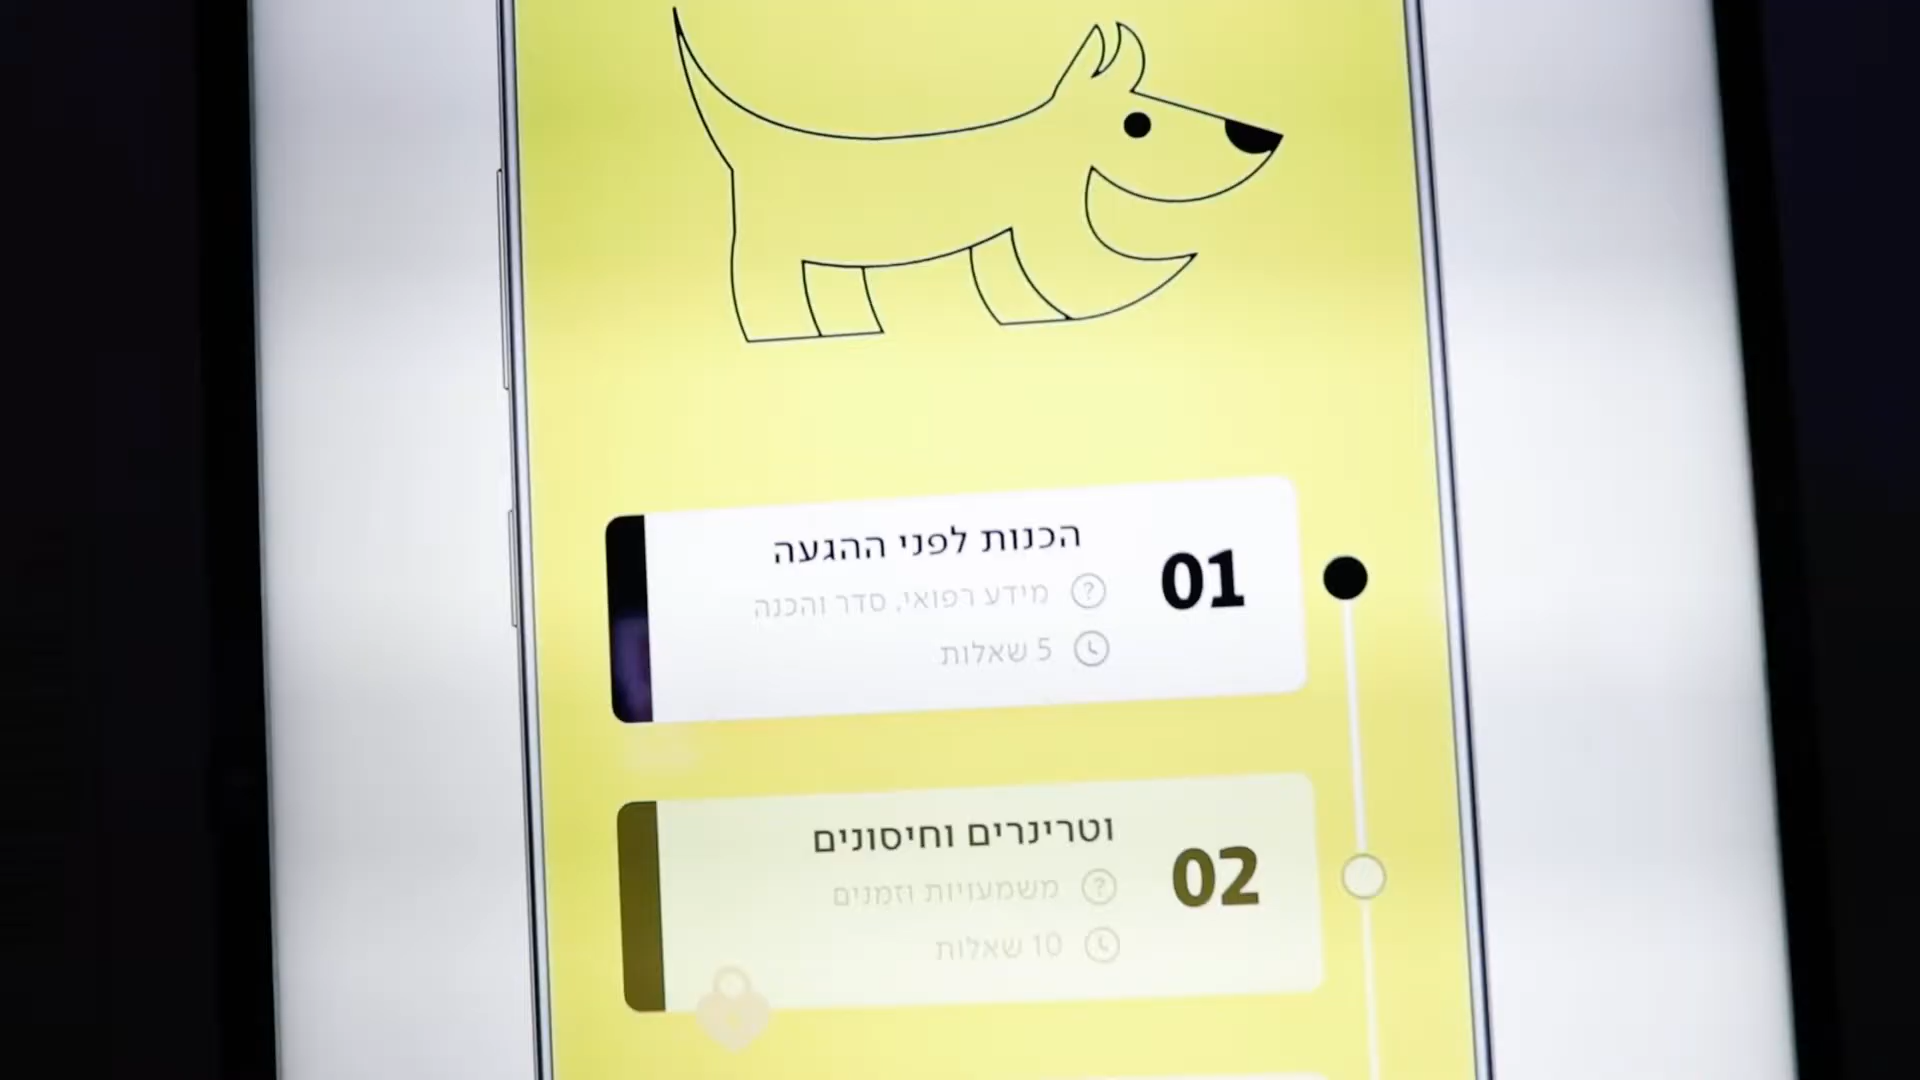 01
הכנות לפני ההגעה
מידע רפואי, סדר והכנה
5 שאלות
02
וטרינרים וחיסונים
משמעויות וזמנים
10 שאלות